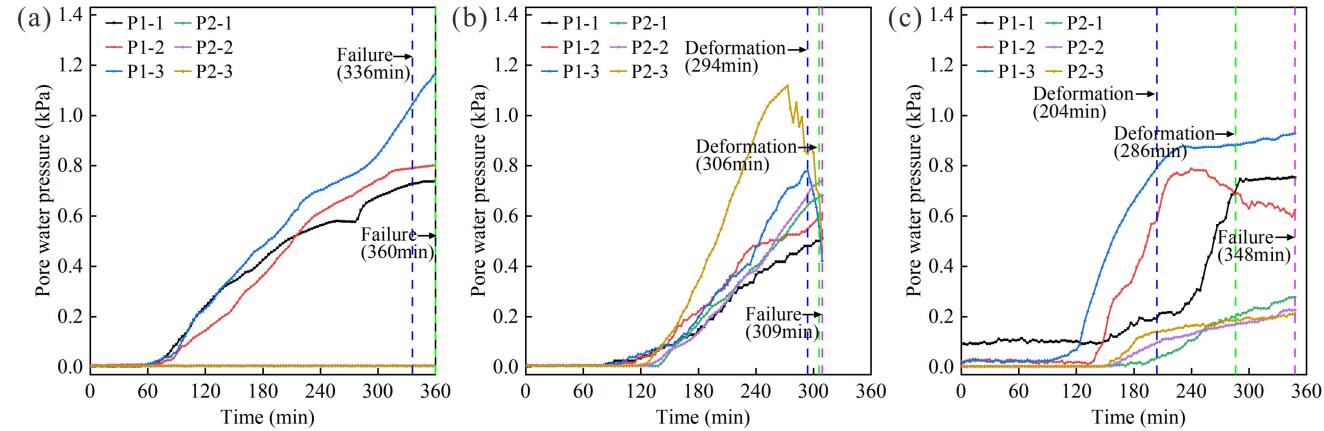 (a)
P1-1 P2-1
P1-2 P2-2
P1-3 P2-3
Failure
(336min)
Failure
(360min)
1.4
1.2
1.0
0.8
0.6
0.4
0.2
0.0
Pore water pressure (kPa)
0 60 120 180 240 300 360
Time (min)
(b)
P1-1 P2-1
P1-2 P2-2
P1-3 P2-3
Deformation
(294min)
Deformation
(306min)
Failure
(309min)
1.4
1.2
1.0
0.8
0.6
0.4
0.2
0.0
Pore water pressure (kPa)
0 60 120 180 240 300 360
Time (min)
(c)
P1-1 P2-1
P1-2 P2-2
P1-3 P2-3
Deformation
(204min)
Deformation
(286min)
Failure
(348min)
1.4
1.2
1.0
0.8
0.6
0.4
0.2
0.0
Pore water pressure (kPa)
0 60 120 180 240 300 360
Time (min)